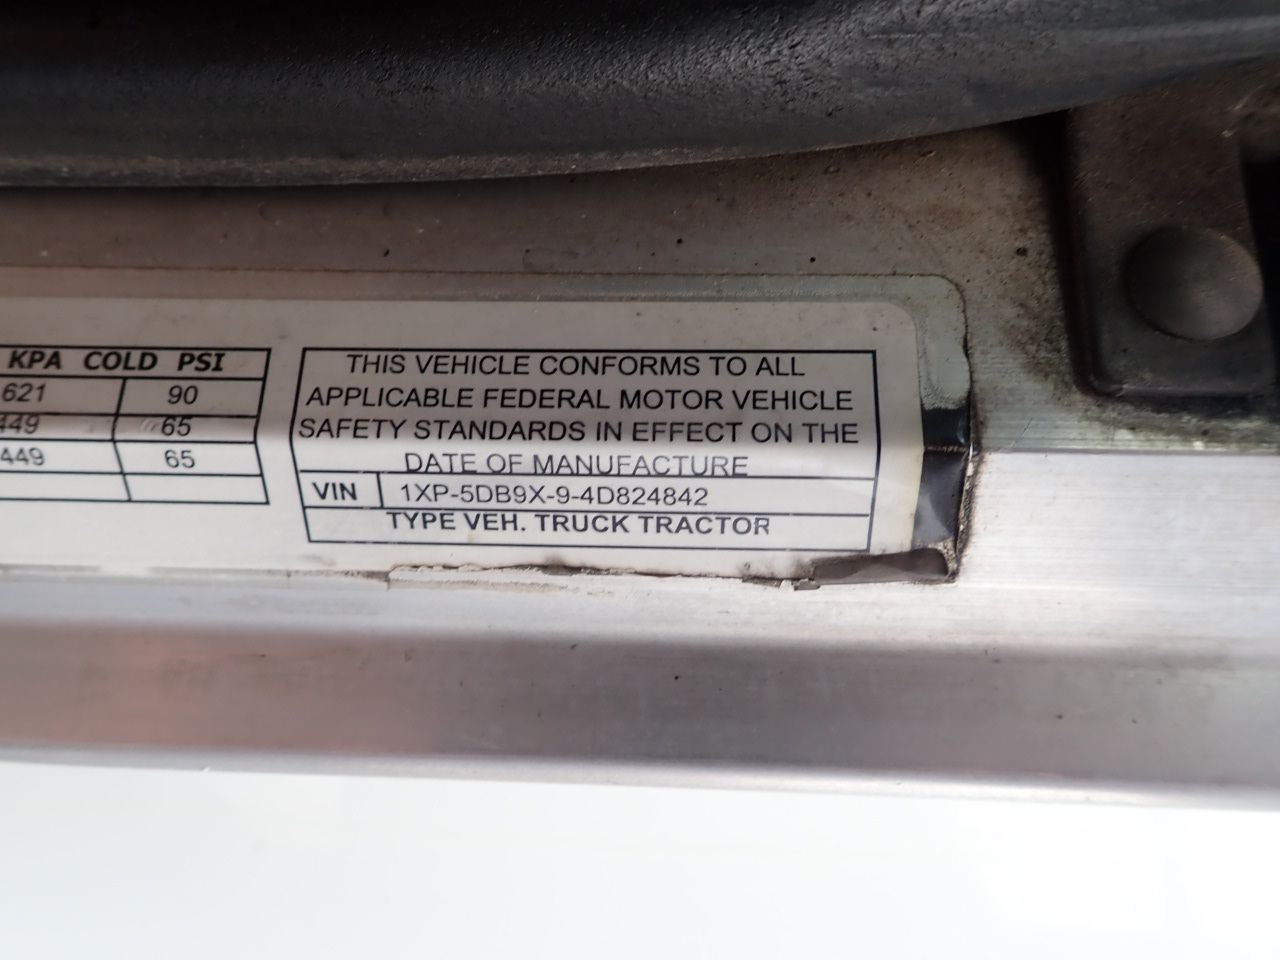 KPA COLD PSI
621 90
449 65
449 65
THIS VEHICLE CONFORMS TO ALL
APPLICABLE FEDERAL MOTOR VEHICLE
SAFETY STANDARDS IN EFFECT ON THE
DATE OF MANUFACTURE
VIN 1XP-5DB9X-9-4D824842
TYPE VEH. TRUCK TRACTOR